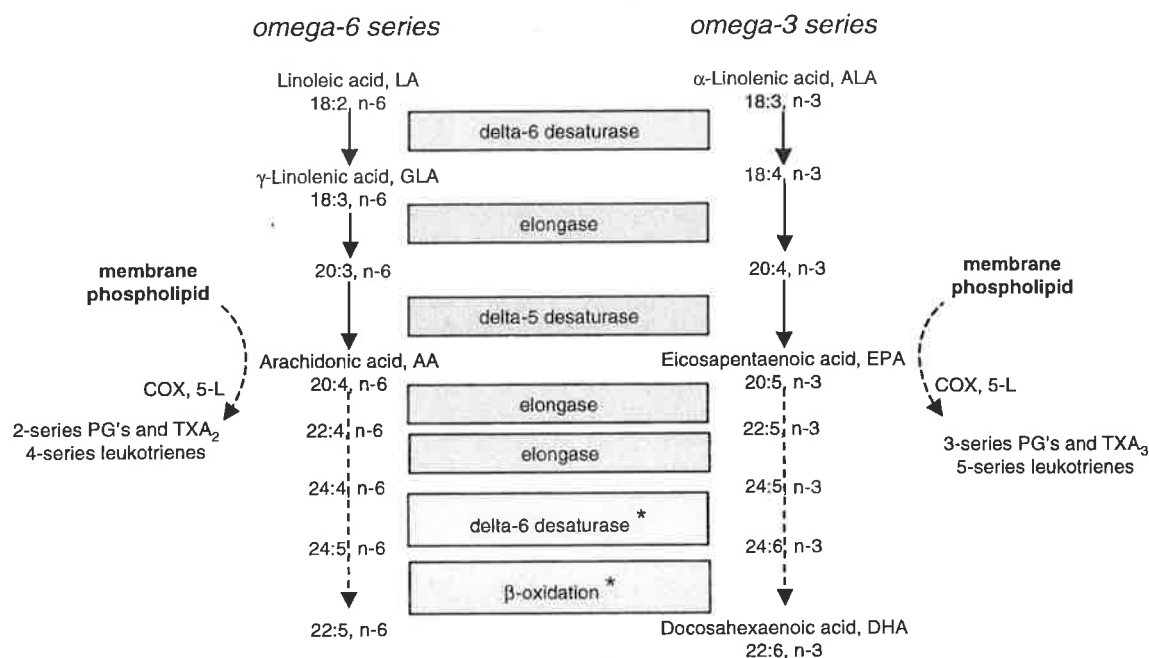 omega-6 series
omega-3 series
Linoleic acid, LA
18:2, n-6
α-Linolenic acid, ALA
18:3, n-3
delta-6 desaturase
γ-Linolenic acid, GLA
18:3, n-6
18:4, n-3
elongase
20:3, n-6
20:4, n-3
membrane
phospholipid
membrane
phospholipid
delta-5 desaturase
Arachidonic acid, AA
20:4, n-6
Eicosapentaenoic acid, EPA
20:5, n-3
COX, 5-L
COX, 5-L
elongase
2-series PG's and TXA2
4-series leukotrienes
22:4, n-6
22:5, n-3
3-series PG's and TXA3
5-series leukotrienes
elongase
24:4, n-6
24:5, n-3
delta-6 desaturase *
24:5, n-6
24:6, n-3
β-oxidation *
22:5, n-6
Docosahexaenoic acid, DHA
22:6, n-3